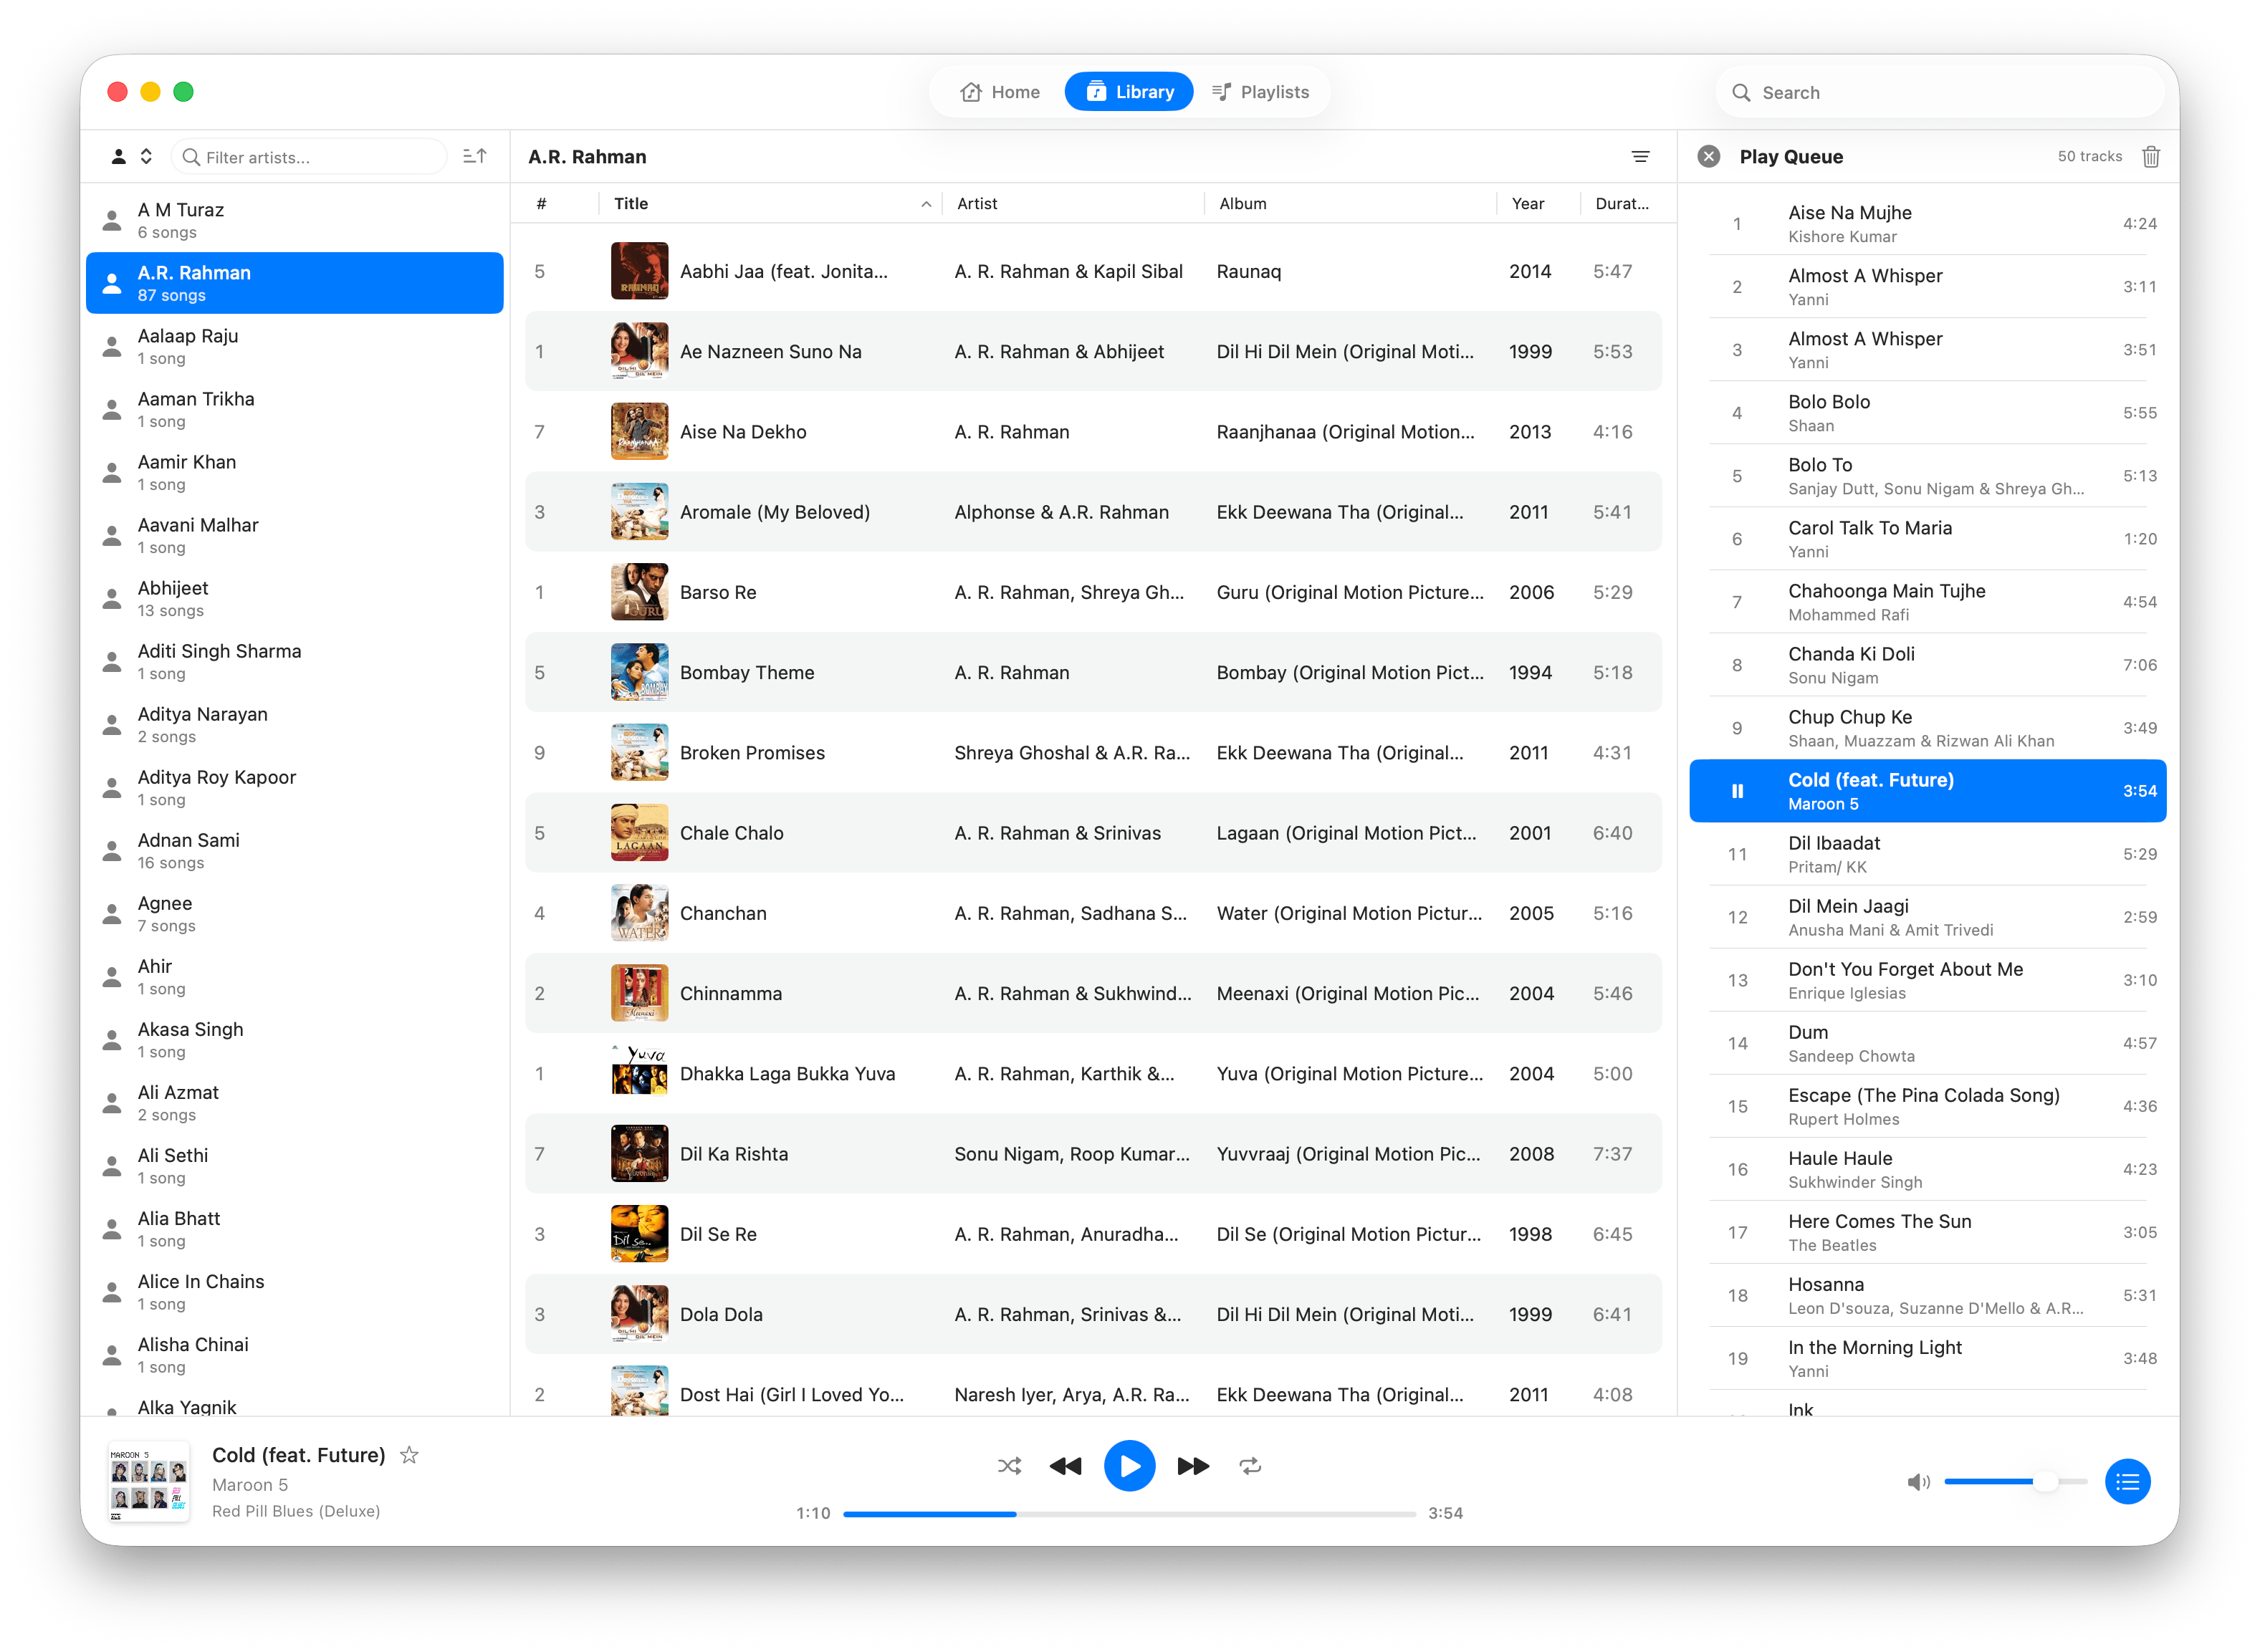 Home
Library
Playlists
Search
Filter artists...
A.R. Rahman
Play Queue
50 tracks
A M Turaz
6 songs
A.R. Rahman
87 songs
Aalaap Raju
1 song
Aaman Trikha
1 song
Aamir Khan
1 song
Aavani Malhar
1 song
Abhijeet
13 songs
Aditi Singh Sharma
1 song
Aditya Narayan
2 songs
Aditya Roy Kapoor
1 song
Adnan Sami
16 songs
Agnee
7 songs
Ahir
1 song
Akasa Singh
1 song
Ali Azmat
2 songs
Ali Sethi
1 song
Alia Bhatt
1 song
Alice In Chains
1 song
Alisha Chinai
1 song
Alka Yagnik
# Title Artist Album Year Durat...
5 Aabhi Jaa (feat. Jonita... A. R. Rahman & Kapil Sibal Raunaq 2014 5:47
1 Ae Nazneen Suno Na A. R. Rahman & Abhijeet Dil Hi Dil Mein (Original Moti... 1999 5:53
7 Aise Na Dekho A. R. Rahman Raanjhanaa (Original Motion... 2013 4:16
3 Aromale (My Beloved) Alphonse & A.R. Rahman Ekk Deewana Tha (Original... 2011 5:41
1 Barso Re A. R. Rahman, Shreya Gh... Guru (Original Motion Picture... 2006 5:29
5 Bombay Theme A. R. Rahman Bombay (Original Motion Pict... 1994 5:18
9 Broken Promises Shreya Ghoshal & A.R. Ra... Ekk Deewana Tha (Original... 2011 4:31
5 Chale Chalo A. R. Rahman & Srinivas Lagaan (Original Motion Pict... 2001 6:40
4 Chanchan A. R. Rahman, Sadhana S... Water (Original Motion Pictur... 2005 5:16
2 Chinnamma A. R. Rahman & Sukhwind... Meenaxi (Original Motion Pic... 2004 5:46
1 Dhakka Laga Bukka Yuva A. R. Rahman, Karthik &... Yuva (Original Motion Picture... 2004 5:00
7 Dil Ka Rishta Sonu Nigam, Roop Kumar... Yuvvraaj (Original Motion Pic... 2008 7:37
3 Dil Se Re A. R. Rahman, Anuradha... Dil Se (Original Motion Pictur... 1998 6:45
3 Dola Dola A. R. Rahman, Srinivas &... Dil Hi Dil Mein (Original Moti... 1999 6:41
2 Dost Hai (Girl I Loved Yo... Naresh Iyer, Arya, A.R. Ra... Ekk Deewana Tha (Original... 2011 4:08
1 Aise Na Mujhe 4:24
Kishore Kumar
2 Almost A Whisper 3:11
Yanni
3 Almost A Whisper 3:51
Yanni
4 Bolo Bolo 5:55
Shaan
5 Bolo To 5:13
Sanjay Dutt, Sonu Nigam & Shreya Gh...
6 Carol Talk To Maria 1:20
Yanni
7 Chahoonga Main Tujhe 4:54
Mohammed Rafi
8 Chanda Ki Doli 7:06
Sonu Nigam
9 Chup Chup Ke 3:49
Shaan, Muazzam & Rizwan Ali Khan
Cold (feat. Future) 3:54
Maroon 5
11 Dil Ibaadat 5:29
Pritam/ KK
12 Dil Mein Jaagi 2:59
Anusha Mani & Amit Trivedi
13 Don't You Forget About Me 3:10
Enrique Iglesias
14 Dum 4:57
Sandeep Chowta
15 Escape (The Pina Colada Song) 4:36
Rupert Holmes
16 Haule Haule 4:23
Sukhwinder Singh
17 Here Comes The Sun 3:05
The Beatles
18 Hosanna 5:31
Leon D'souza, Suzanne D'Mello & A.R...
19 In the Morning Light 3:48
Yanni
Ink
MAROON 5
Cold (feat. Future)
Maroon 5
Red Pill Blues (Deluxe)
1:10
3:54